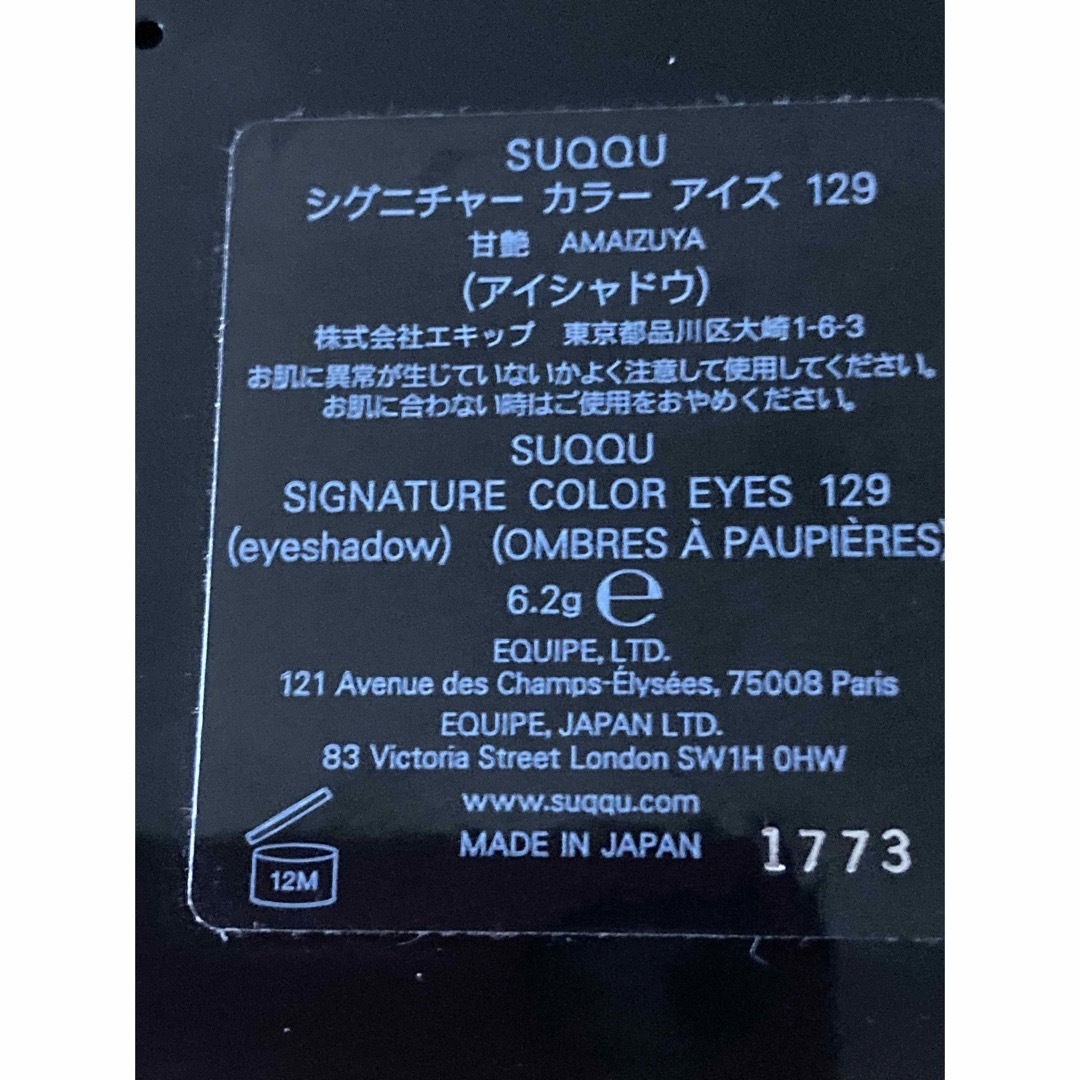 SUQQU
シグニチャー カラー アイズ 129
甘艶 AMAIZUYA
(アイシャドウ)
株式会社エキップ 東京都品川区大崎1-6-3
お肌に異常が生じていないかよく注意して使用してください。
お肌に合わない時はご使用をおやめください。
SUQQU
SIGNATURE COLOR EYES 129
(eyeshadow) (OMBRES À PAUPIÈRES)
6.2g ℮
EQUIPE, LTD.
121 Avenue des Champs-Élysées, 75008 Paris
EQUIPE, JAPAN LTD.
83 Victoria Street London SW1H 0HW
www.suqqu.com
MADE IN JAPAN 1773
12M